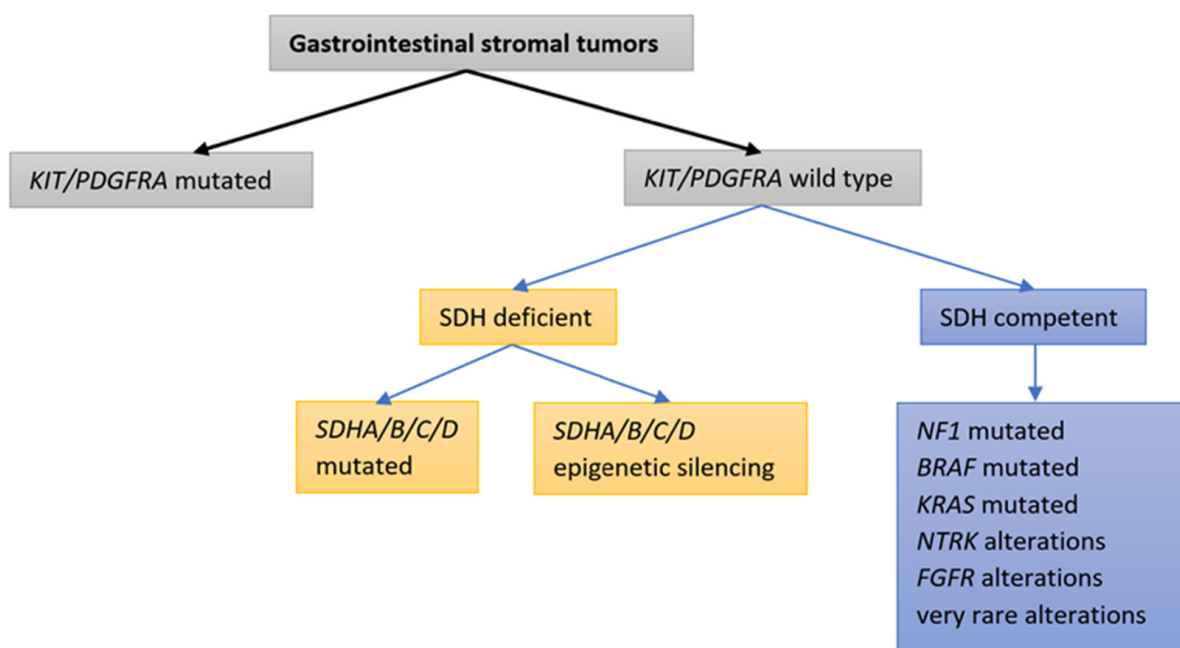 Gastrointestinal stromal tumors
KIT/PDGFRA mutated
KIT/PDGFRA wild type
SDH deficient
SDH competent
SDHA/B/C/D
mutated
SDHA/B/C/D
epigenetic silencing
NF1 mutated
BRAF mutated
KRAS mutated
NTRK alterations
FGFR alterations
very rare alterations